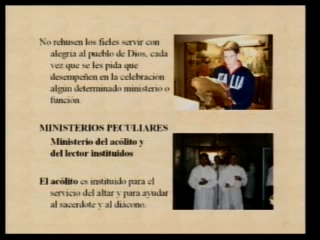 No rehusen los fieles servir con
alegría al pueblo de Dios, cada
vez que se les pida que
desempeñen en la celebración
algún determinado ministerio o
función.
MINISTERIOS PECULIARES
Ministerio del acólito y
del lector instituidos
El acólito es instituido para el
servicio del altar y para ayudar
al sacerdote y al diácono.
ITALIA